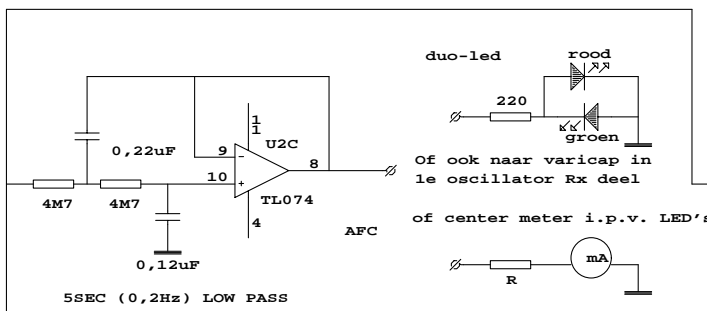 duo-led
rood
220
groen
Of ook naar varicap in
1e oscillator Rx deel
of center meter i.p.v. LED's
mA
R
0,22uF
1
1
U2C
9
-
8
10
+
TL074
4M7
4M7
4
AFC
0,12uF
5SEC (0,2Hz) LOW PASS